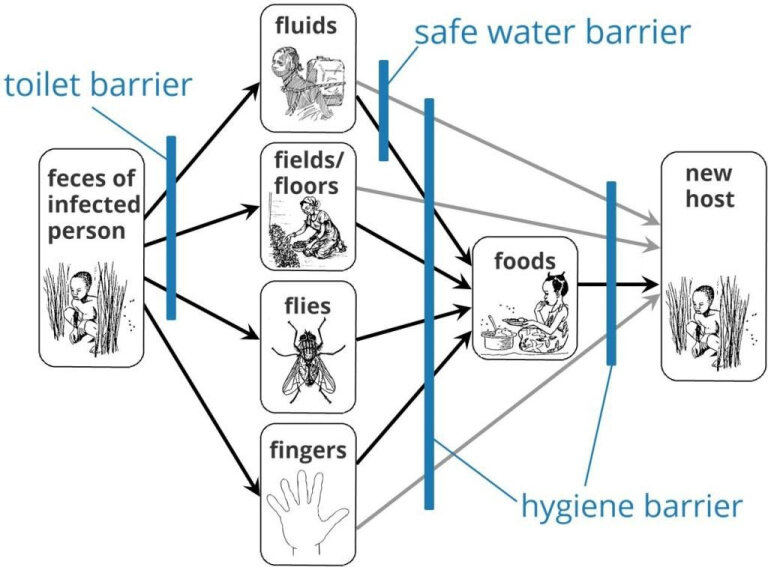 fluids
safe water barrier
toilet barrier
fields/
floors
feces of
infected
person
new
host
foods
flies
fingers
hygiene barrier